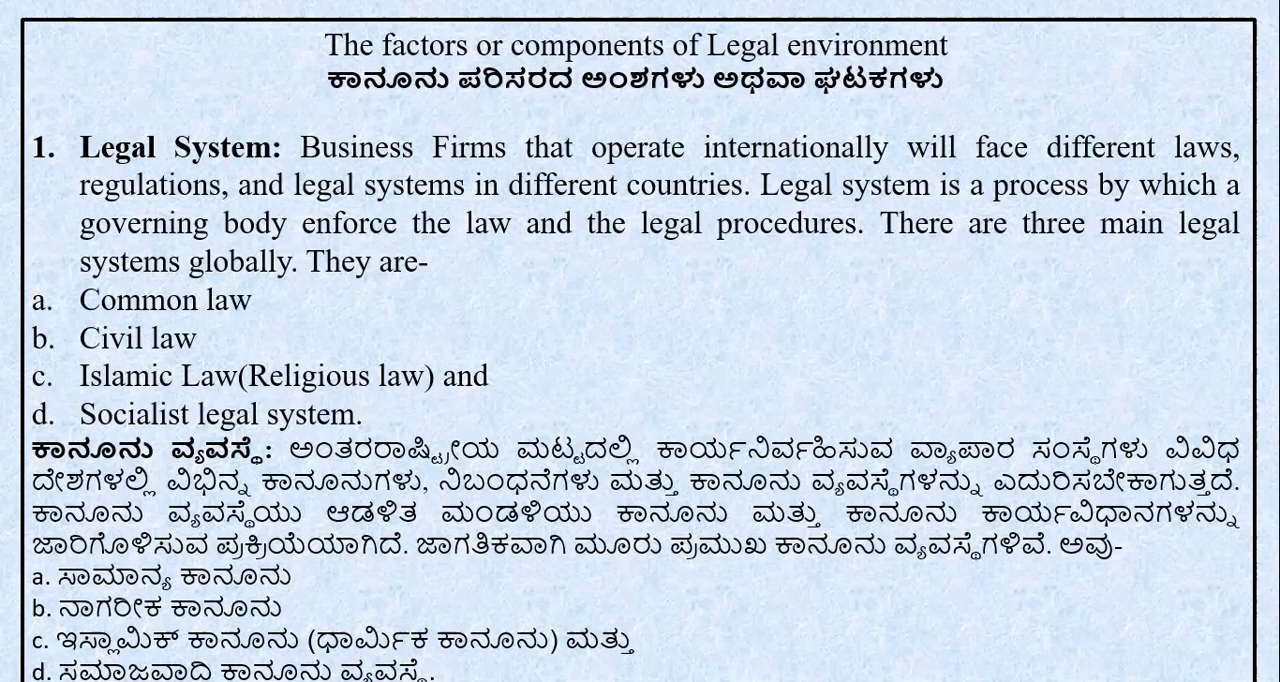 The factors or components of Legal environment
ಕಾನೂನು ಪರಿಸರದ ಅಂಶಗಳು ಅಥವಾ ಘಟಕಗಳು
1. Legal System: Business Firms that operate internationally will face different laws,
regulations, and legal systems in different countries. Legal system is a process by which a
governing body enforce the law and the legal procedures. There are three main legal
systems globally. They are-
a. Common law
b. Civil law
c. Islamic Law(Religious law) and
d. Socialist legal system.
ಕಾನೂನು ವ್ಯವಸ್ಥೆ: ಅಂತರರಾಷ್ಟ್ರೀಯ ಮಟ್ಟದಲ್ಲಿ ಕಾರ್ಯನಿರ್ವಹಿಸುವ ವ್ಯಾಪಾರ ಸಂಸ್ಥೆಗಳು ವಿವಿಧ
ದೇಶಗಳಲ್ಲಿ ವಿಭಿನ್ನ ಕಾನೂನುಗಳು, ನಿಬಂಧನೆಗಳು ಮತ್ತು ಕಾನೂನು ವ್ಯವಸ್ಥೆಗಳನ್ನು ಎದುರಿಸಬೇಕಾಗುತ್ತದೆ.
ಕಾನೂನು ವ್ಯವಸ್ಥೆಯು ಆಡಳಿತ ಮಂಡಳಿಯು ಕಾನೂನು ಮತ್ತು ಕಾನೂನು ಕಾರ್ಯವಿಧಾನಗಳನ್ನು
ಜಾರಿಗೊಳಿಸುವ ಪ್ರಕ್ರಿಯೆಯಾಗಿದೆ. ಜಾಗತಿಕವಾಗಿ ಮೂರು ಪ್ರಮುಖ ಕಾನೂನು ವ್ಯವಸ್ಥೆಗಳಿವೆ. ಅವು-
a. ಸಾಮಾನ್ಯ ಕಾನೂನು
b. ನಾಗರೀಕ ಕಾನೂನು
c. ಇಸ್ಲಾಮಿಕ್ ಕಾನೂನು (ಧಾರ್ಮಿಕ ಕಾನೂನು) ಮತ್ತು
d. ಸಮಾಜವಾದಿ ಕಾನೂನು ವ್ಯವಸ್ಥೆ.